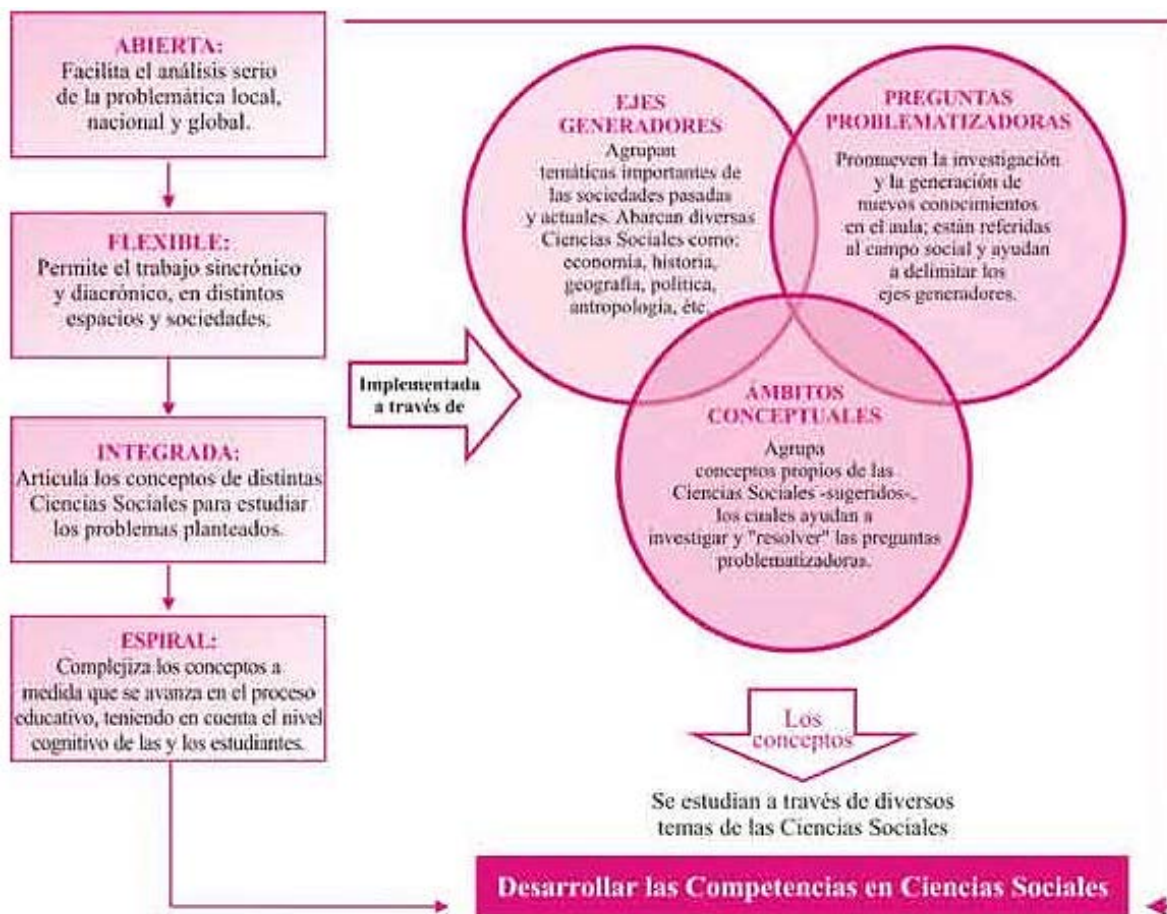 ABIERTA:
Facilita el análisis serio
de la problemática local,
nacional y global.
FLEXIBLE:
Permite el trabajo sincrónico
y diacrónico, en distintos
espacios y sociedades.
INTEGRADA:
Articula los conceptos de distintas
Ciencias Sociales para estudiar
los problemas planteados.
ESPIRAL:
Complejiza los conceptos a
medida que se avanza en el proceso
educativo, teniendo en cuenta el nivel
cognitivo de las y los estudiantes.
Implementada
a través de
EJES
GENERADORES
Agrupan
temáticas importantes de
las sociedades pasadas
y actuales. Abarcan diversas
Ciencias Sociales como:
economía, historia,
geografía, política,
antropología, étc.
PREGUNTAS
PROBLEMATIZADORAS
Promueven la investigación
y la generación de
nuevos conocimientos
en el aula; están referidas
al campo social y ayudan
a delimitar los
ejes generadores.
ÁMBITOS
CONCEPTUALES
Agrupa
conceptos propios de las
Ciencias Sociales -sugeridos-,
los cuales ayudan a
investigar y "resolver" las preguntas
problematizadoras.
Los
conceptos
Se estudian a través de diversos
temas de las Ciencias Sociales
Desarrollar las Competencias en Ciencias Sociales